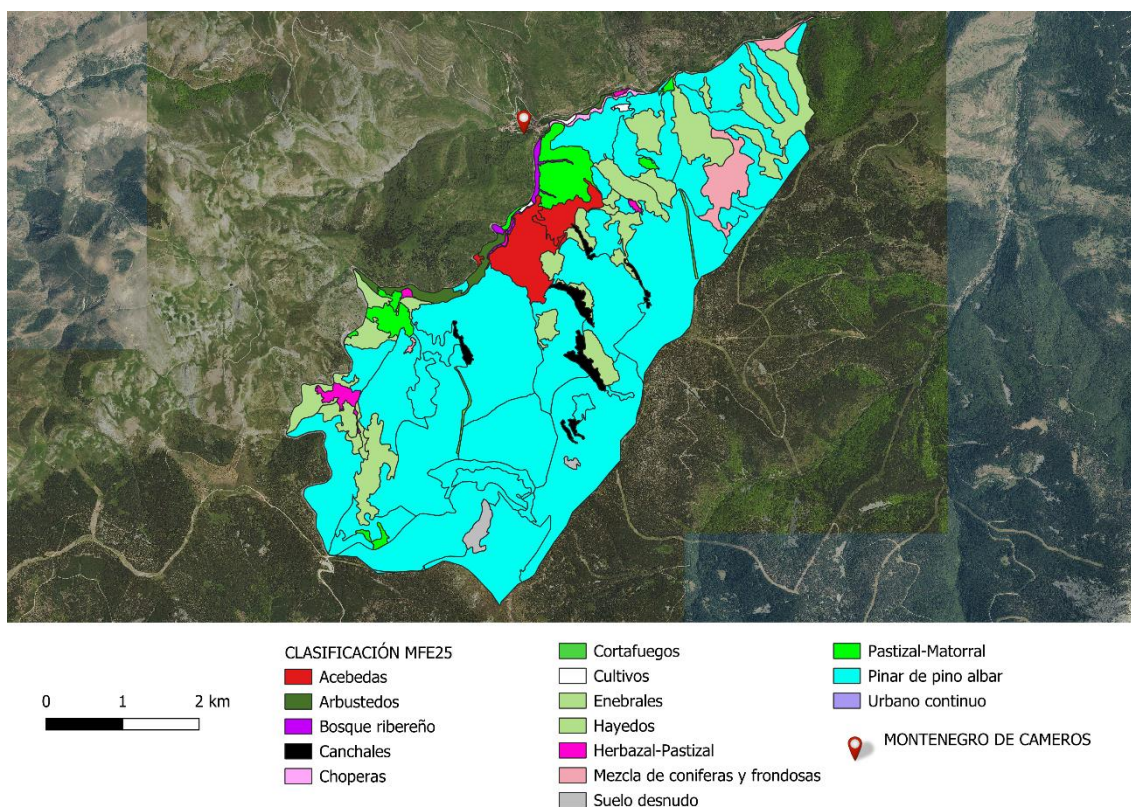 CLASIFICACIÓN MFE25
Acebedas
Arbustedos
Bosque ribereño
Canchales
Choperas
Cortafuegos
Cultivos
Enebrales
Hayedos
Herbazal-Pastizal
Mezcla de coniferas y frondosas
Suelo desnudo
Pastizal-Matorral
Pinar de pino albar
Urbano continuo
MONTENEGRO DE CAMEROS
0 1 2 km